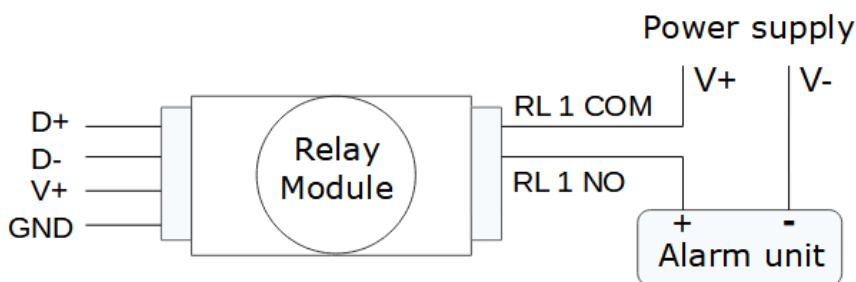 Power supply
V+
V-
RL 1 COM
D+
D-
V+
GND
Relay
Module
RL 1 NO
+
-
Alarm unit